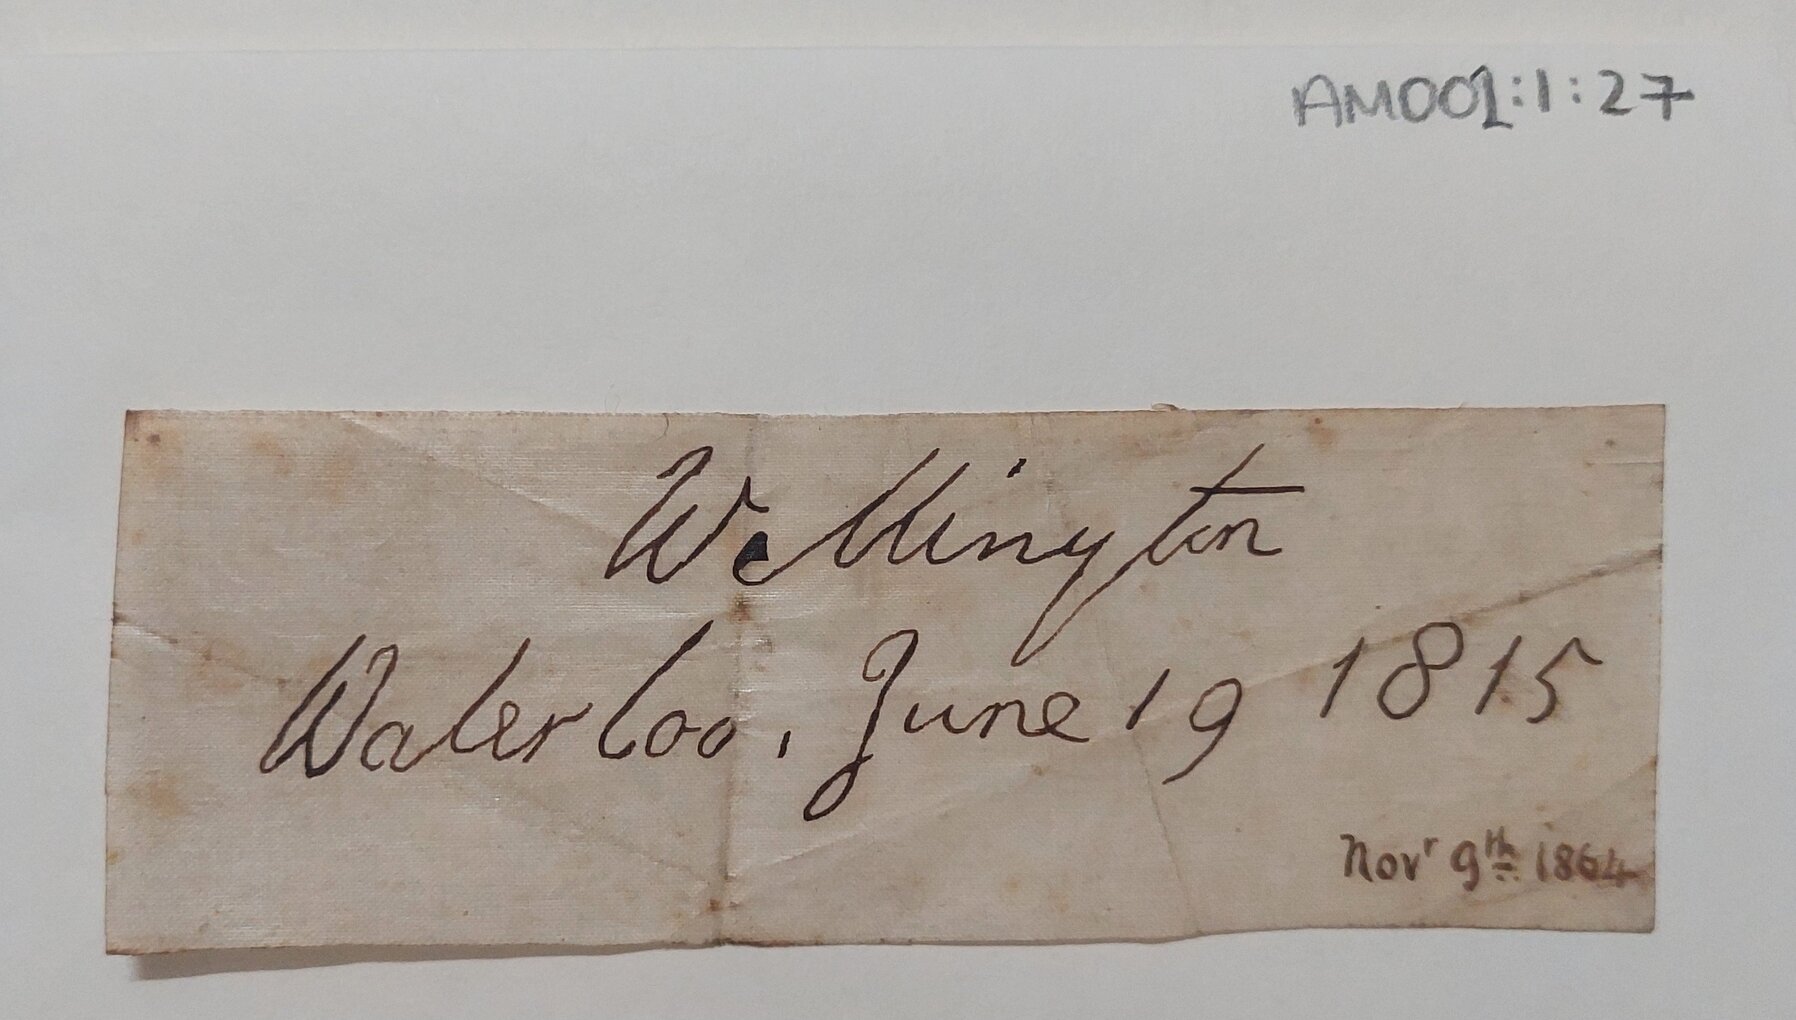 AM001:1:27
Wellington
Waterloo, June 19 1815
Novr 9th 1864